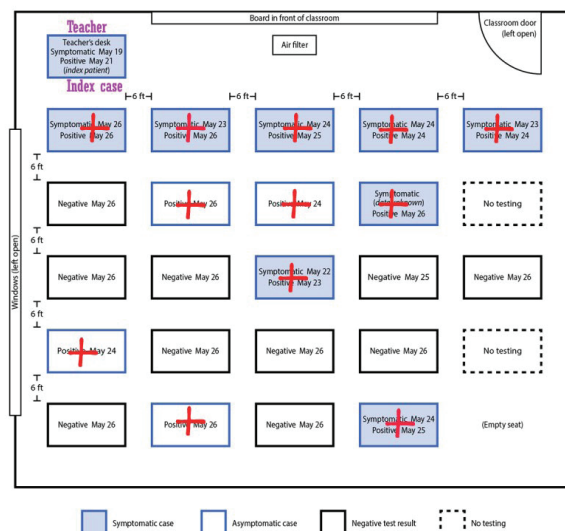 Board in front of classroom
Classroom door
(left open)
Teacher
Teacher's desk
Symptomatic May 19
Positive May 21
(index patient)
Air filter
Index case
6 ft
6 ft
6 ft
6 ft
Symptomatic May 26
Positive May 26
Symptomatic May 23
Positive May 26
Symptomatic May 24
Positive May 25
Symptomatic May 24
Positive May 24
Symptomatic May 23
Positive May 24
6 ft
Negative May 26
Positive May 26
Positive May 24
Symptomatic
Positive May 26
No testing
6 ft
Windows (left open)
Negative May 26
Negative May 26
Symptomatic May 22
Positive May 23
Negative May 25
Negative May 26
6 ft
Positive May 24
Negative May 26
Negative May 26
Negative May 26
No testing
6 ft
Negative May 26
Positive May 26
Negative May 26
Symptomatic May 24
Positive May 25
(Empty seat)
Symptomatic case
Asymptomatic case
Negative test result
No testing